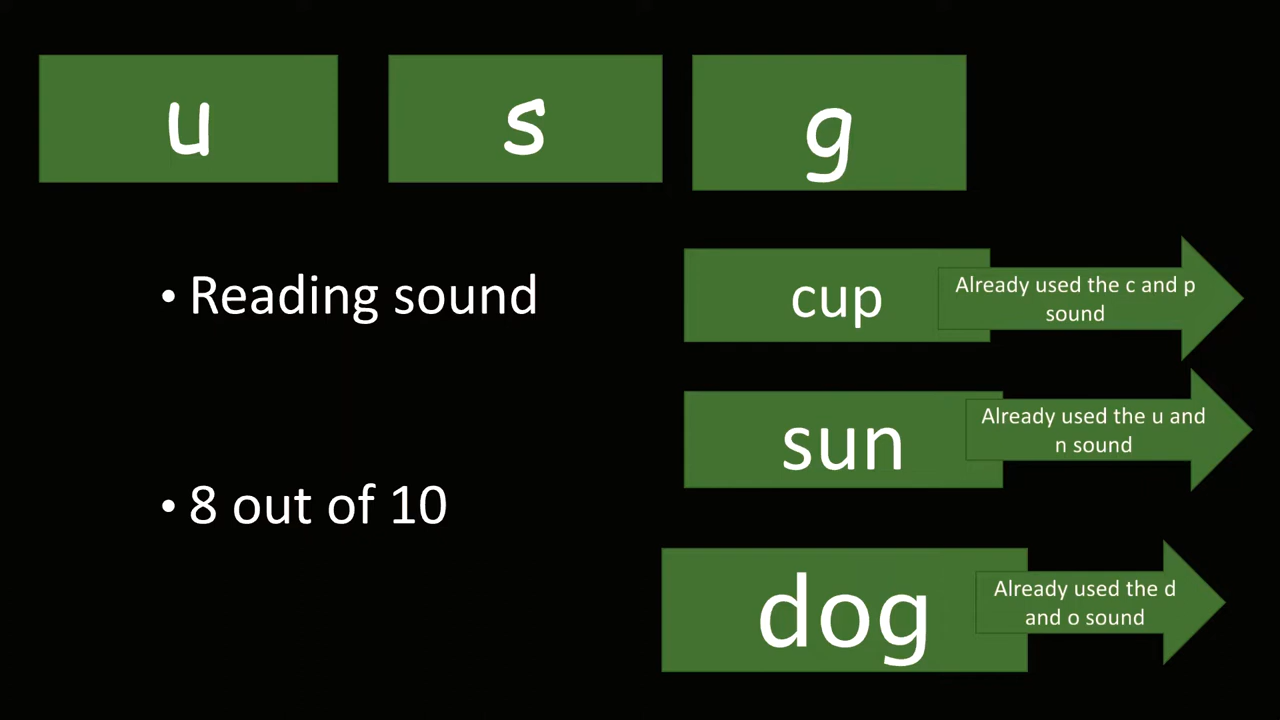 u
s
g
• Reading sound
cup
Already used the c and p
sound
sun
Already used the u and
n sound
• 8 out of 10
dog
Already used the d
and o sound